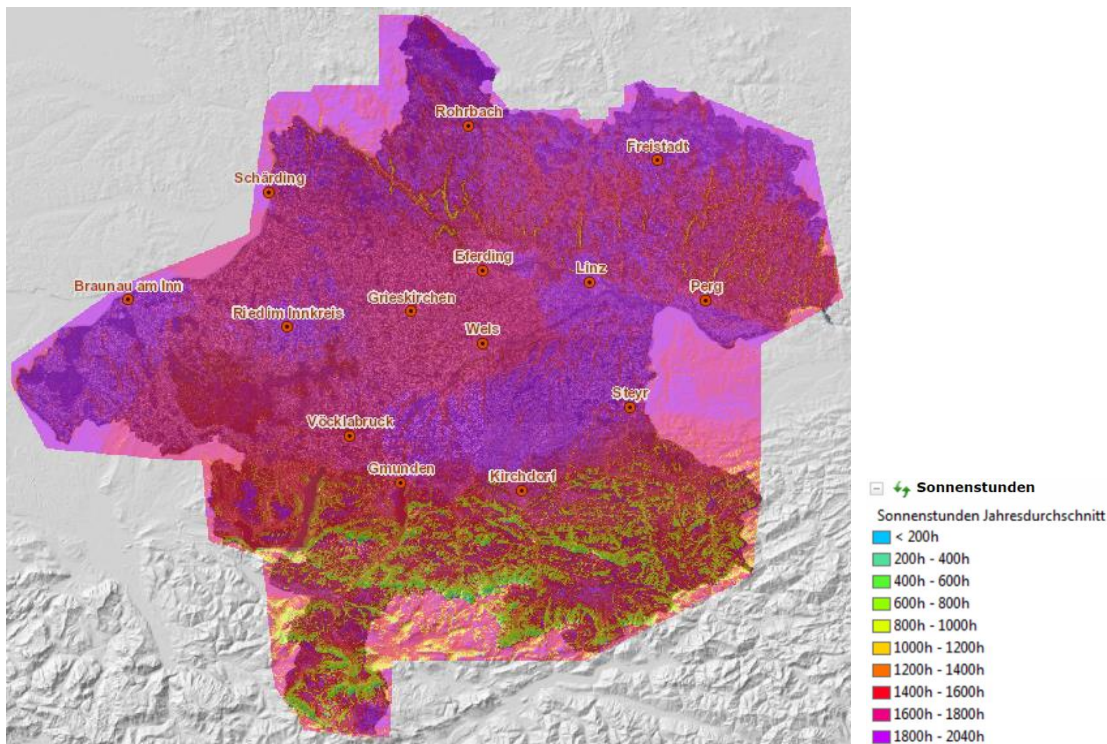 Rohrbach
Freistadt
Schärding
Eferding
Linz
Braunau am Inn
Grieskirchen
Perg
Ried im Innkreis
Wels
Steyr
Vöcklabruck
Gmunden
Kirchdorf
Sonnenstunden
Sonnenstunden Jahresdurchschnitt
< 200h
200h - 400h
400h - 600h
600h - 800h
800h - 1000h
1000h - 1200h
1200h - 1400h
1400h - 1600h
1600h - 1800h
1800h - 2040h